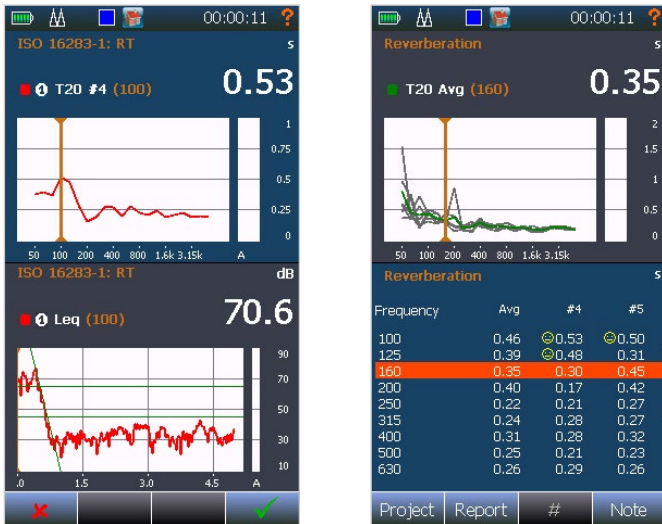 00:00:11 ?
ISO 16283-1: RT s
1 T20 #4 (100) 0.53
1
0.75
0.5
0.25
0
50 100 200 400 800 1.6k 3.15k A
ISO 16283-1: RT dB
1 Leq (100) 70.6
90
70
50
30
10
.0 1.5 3.0 4.5 A
00:00:11 ?
Reverberation s
T20 Avg (160) 0.35
2
1.5
1
0.5
0
50 100 200 400 800 1.6k 3.15k
Reverberation s
Frequency Avg #4 #5
100 0.46 0.53 0.50
125 0.39 0.48 0.31
160 0.35 0.30 0.45
200 0.40 0.17 0.42
250 0.22 0.21 0.27
315 0.24 0.28 0.27
400 0.31 0.28 0.32
500 0.25 0.21 0.23
630 0.26 0.29 0.26
Project Report # Note